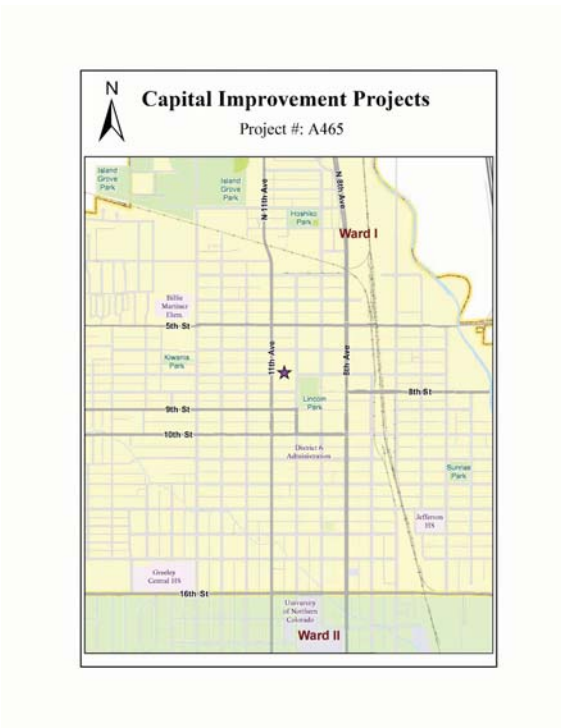 N
Capital Improvement Projects
Project #: A465
Island
Grove
Park
Island
Grove
Park
N 11th Ave
N 8th Ave
Hoshiko
Park
Ward I
Billie
Martinez
Elem.
5th St
Kiwanis
Park
11th Ave
8th Ave
8th St
Lincoln
Park
9th St
10th St
District 6
Administration
Sunrise
Park
Jefferson
HS
Greeley
Central HS
16th St
University
of Northern
Colorado
Ward II